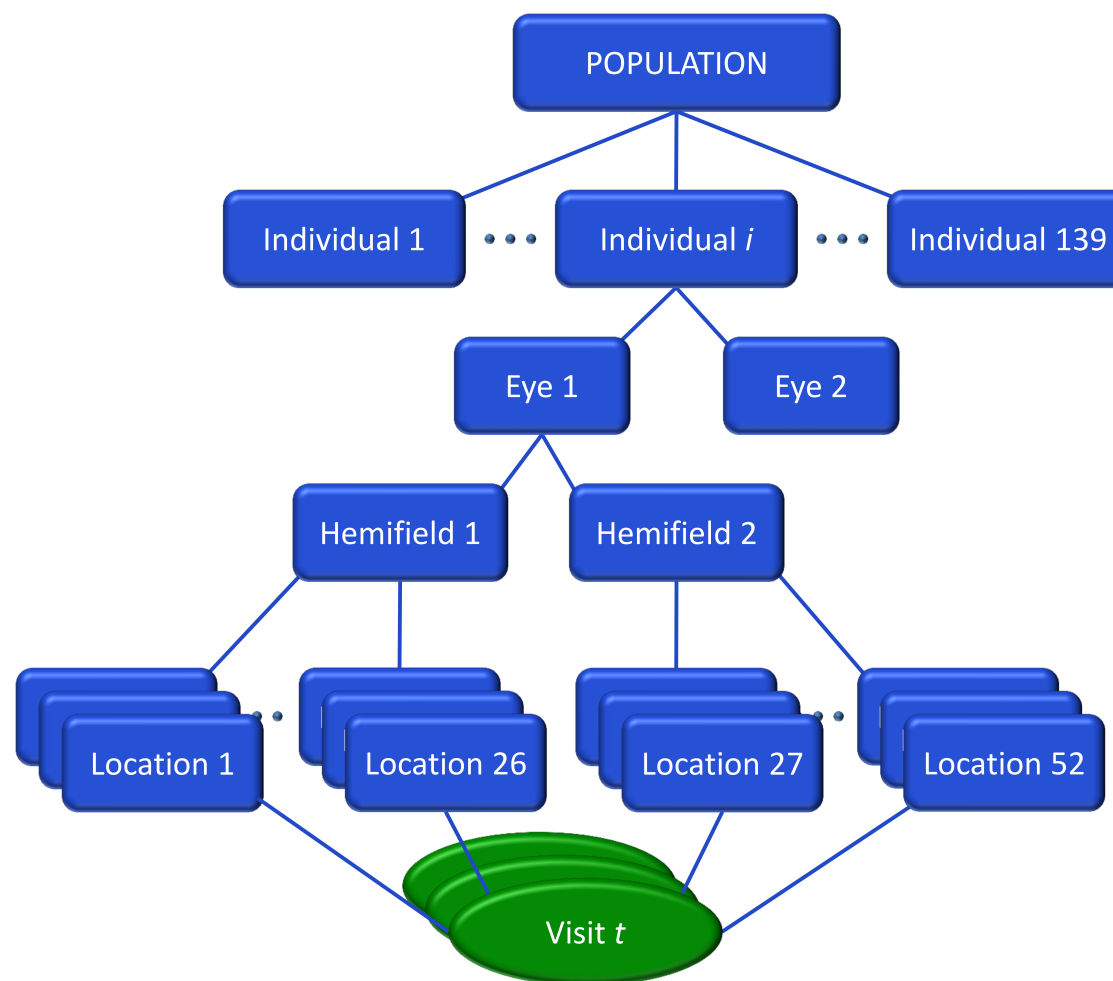 POPULATION
Individual 1
Individual i
Individual 139
Eye 1
Eye 2
Hemifield 1
Hemifield 2
Location 1
Location 26
Location 27
Location 52
Visit t